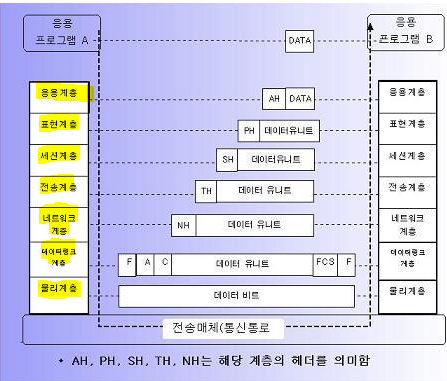 응용
프로그램 A
DATA
응용
프로그램 B
응용계층
AH DATA
응용계층
표현계층
PH 데이터유니트
표현계층
세션계층
SH 데이터유니트
세션계층
전송계층
TH 데이터 유니트
전송계층
네트워크
계층
NH 데이터 유니트
네트워크
계층
데이터링크
계층
F A C 데이터 유니트 FCS F
데이터링크
계층
물리계층
데이터 비트
물리계층
전송매체(통신통로
• AH, PH, SH, TH, NH는 해당 계층의 헤더를 의미함